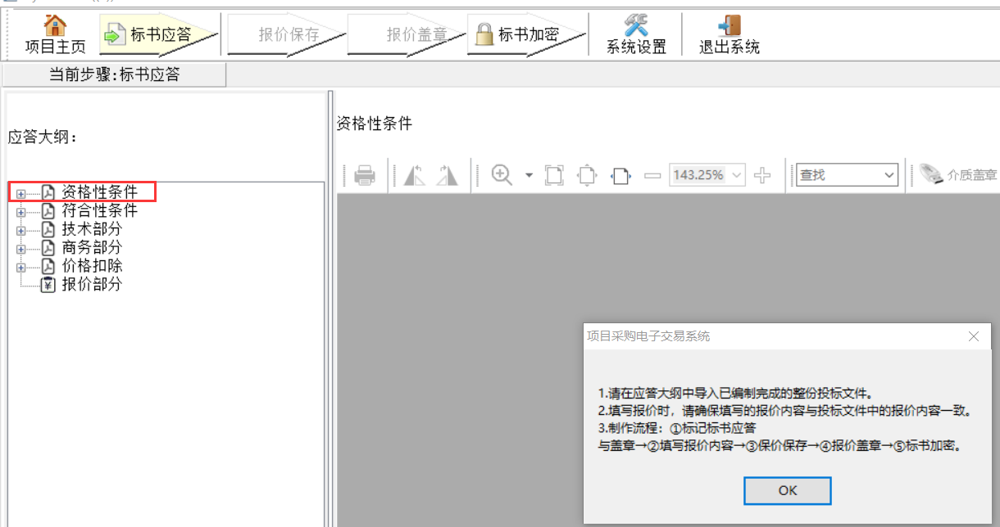 项目主页
标书应答
报价保存
报价盖章
标书加密
系统设置
退出系统
当前步骤:标书应答
应答大纲:
资格性条件
符合性条件
技术部分
商务部分
价格扣除
报价部分
资格性条件
143.25%
查找
介质盖章
项目采购电子交易系统
1.请在应答大纲中导入已编制完成的整份投标文件。
2.填写报价时，请确保填写的报价内容与投标文件中的报价内容一致。
3.制作流程：①标记标书应答
与盖章→②填写报价内容→③保价保存→④报价盖章→⑤标书加密。
OK